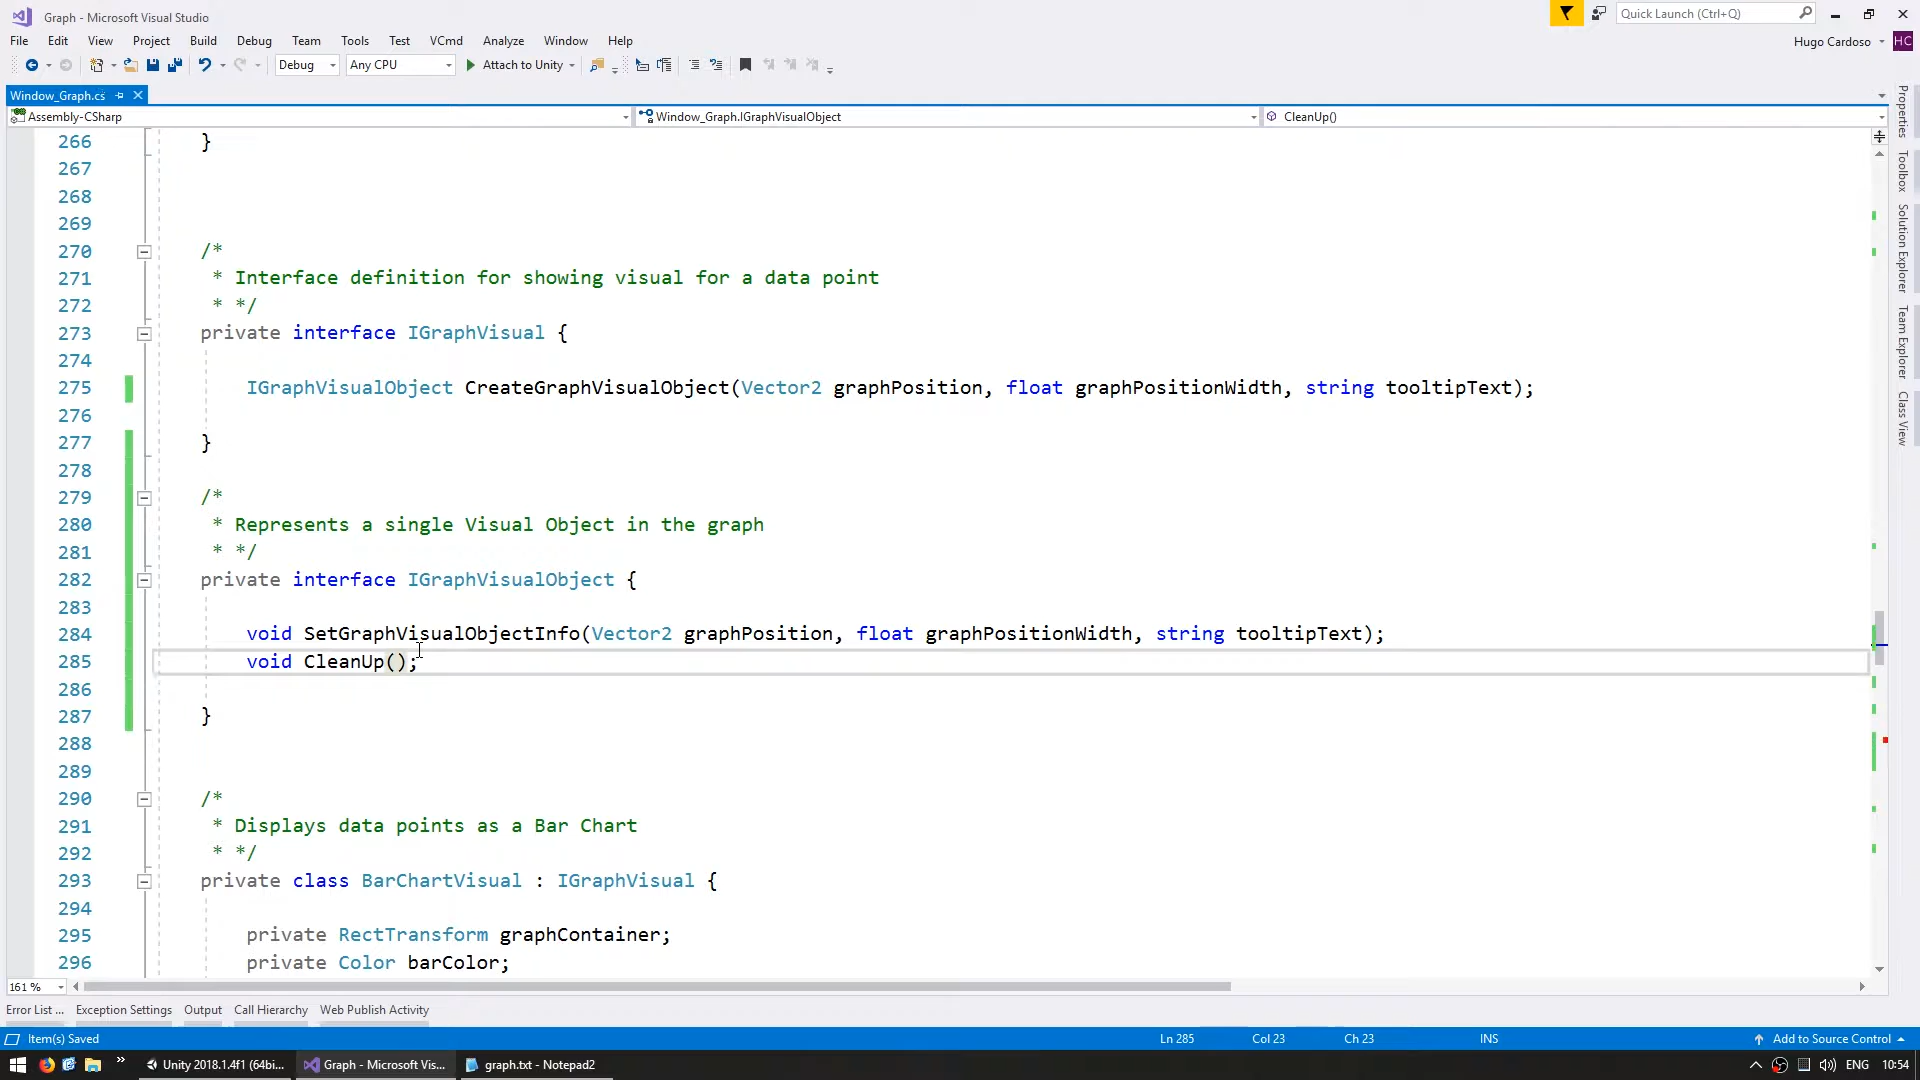 Graph - Microsoft Visual Studio
Quick Launch (Ctrl+Q)
File Edit View Project Build Debug Team Tools Test VCmd Analyze Window Help
Hugo Cardoso HC
Debug Any CPU Attach to Unity
Window_Graph.cs
Assembly-CSharp Window_Graph.IGraphVisualObject CleanUp()
266 }
267
268
269
270 /*
271 * Interface definition for showing visual for a data point
272 * */
273 private interface IGraphVisual {
274
275 IGraphVisualObject CreateGraphVisualObject(Vector2 graphPosition, float graphPositionWidth, string tooltipText);
276
277 }
278
279 /*
280 * Represents a single Visual Object in the graph
281 * */
282 private interface IGraphVisualObject {
283
284 void SetGraphVisualObjectInfo(Vector2 graphPosition, float graphPositionWidth, string tooltipText);
285 void CleanUp();
286
287 }
288
289
290 /*
291 * Displays data points as a Bar Chart
292 * */
293 private class BarChartVisual : IGraphVisual {
294
295 private RectTransform graphContainer;
296 private Color barColor;
Properties
Toolbox
Solution Explorer
Team Explorer
Class View
161 %
Error List ... Exception Settings Output Call Hierarchy Web Publish Activity
Item(s) Saved Ln 285 Col 23 Ch 23 INS Add to Source Control
Unity 2018.1.4f1 (64bi... Graph - Microsoft Vis... graph.txt - Notepad2 ENG 10:54